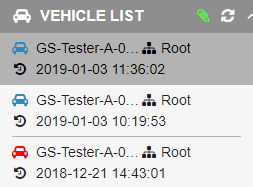 VEHICLE LIST
GS-Tester-A-0... Root
2019-01-03 11:36:02
GS-Tester-A-0... Root
2019-01-03 10:19:53
GS-Tester-A-0... Root
2018-12-21 14:43:01